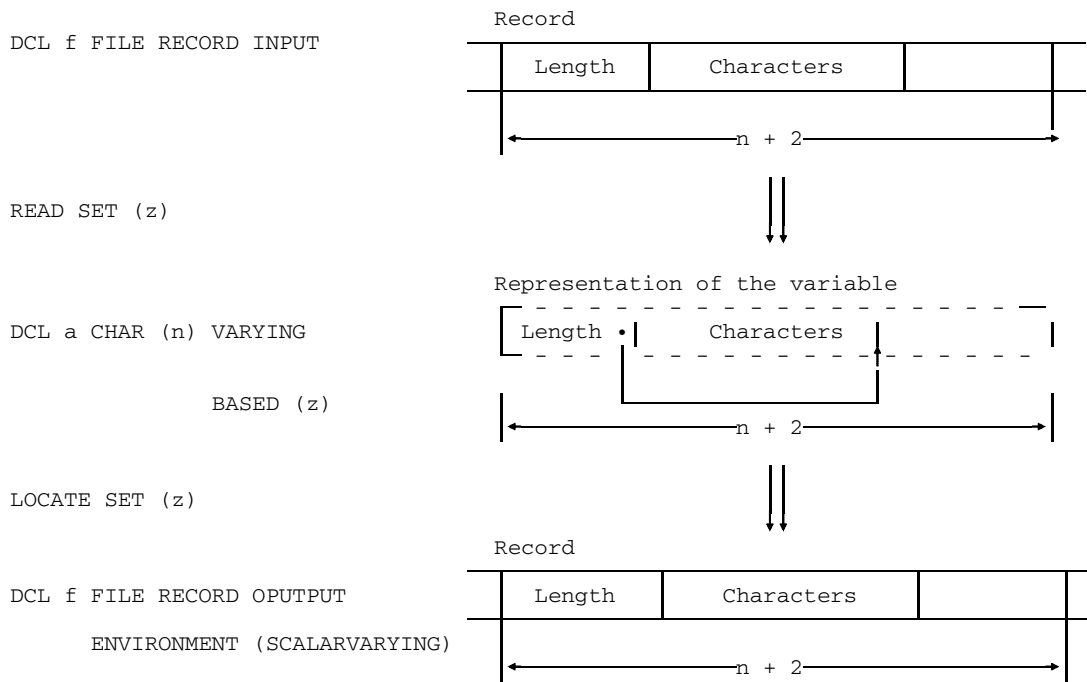 Record
DCL f FILE RECORD INPUT
Length Characters
n + 2
READ SET (z)
Representation of the variable
DCL a CHAR (n) VARYING
Length Characters
BASED (z)
n + 2
LOCATE SET (z)
Record
DCL f FILE RECORD OPUTPUT
Length Characters
ENVIRONMENT (SCALARVARYING)
n + 2